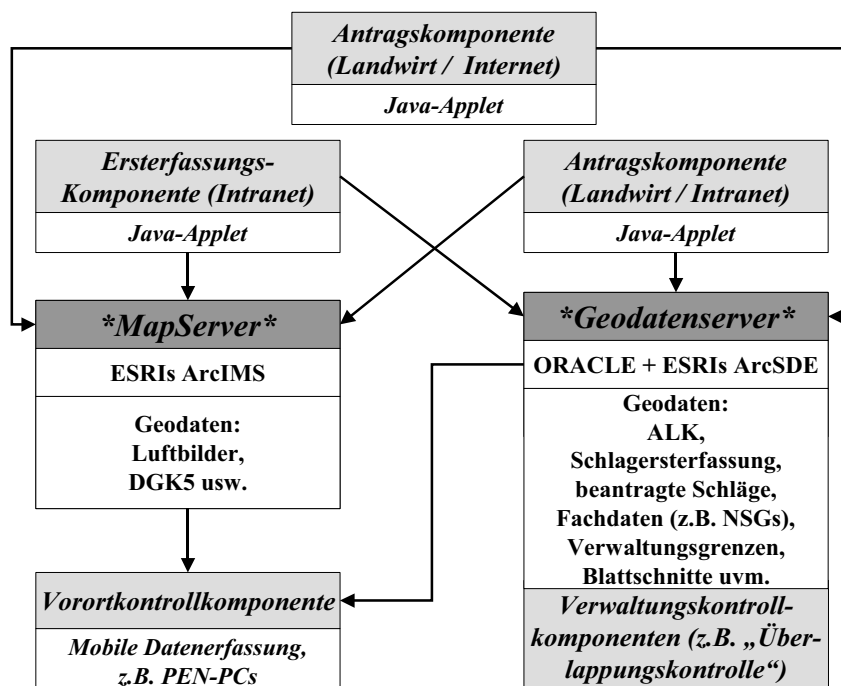 Antragskomponente
(Landwirt / Internet)
Java-Applet
Ersterfassungs-
Komponente (Intranet)
Java-Applet
Antragskomponente
(Landwirt / Intranet)
Java-Applet
*MapServer*
ESRIs ArcIMS
Geodaten:
Luftbilder,
DGK5 usw.
*Geodatenserver*
ORACLE + ESRIs ArcSDE
Geodaten:
ALK,
Schlagersterfassung,
beantragte Schläge,
Fachdaten (z.B. NSGs),
Verwaltungsgrenzen,
Blattschnitte uvm.
Vorortkontrollkomponente
Mobile Datenerfassung,
z.B. PEN-PCs
Verwaltungskontroll-
komponenten (z.B. „Über-
lappungskontrolle“)